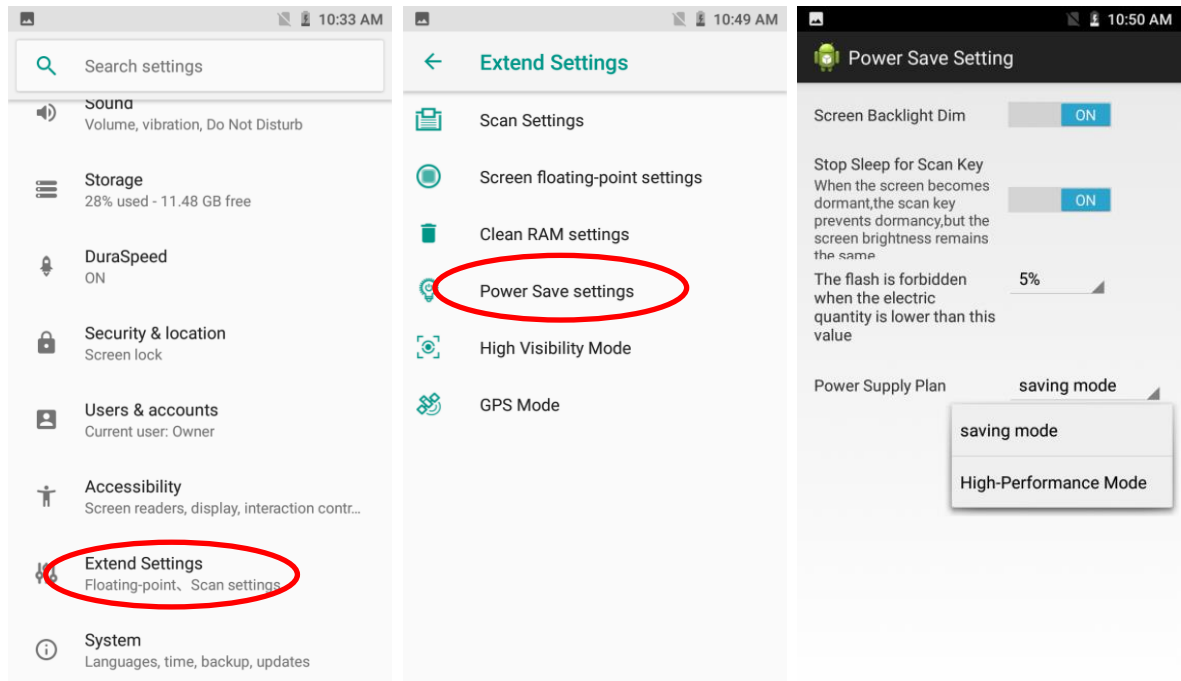 10:33 AM
Search settings
Sound
Volume, vibration, Do Not Disturb
Storage
28% used - 11.48 GB free
DuraSpeed
ON
Security & location
Screen lock
Users & accounts
Current user: Owner
Accessibility
Screen readers, display, interaction contr...
Extend Settings
Floating-point、Scan settings
System
Languages, time, backup, updates
10:49 AM
Extend Settings
Scan Settings
Screen floating-point settings
Clean RAM settings
Power Save settings
High Visibility Mode
GPS Mode
10:50 AM
Power Save Setting
Screen Backlight Dim
ON
Stop Sleep for Scan Key
When the screen becomes
dormant,the scan key
prevents dormancy,but the
screen brightness remains
the same
ON
The flash is forbidden
when the electric
quantity is lower than this
value
5%
Power Supply Plan
saving mode
saving mode
High-Performance Mode